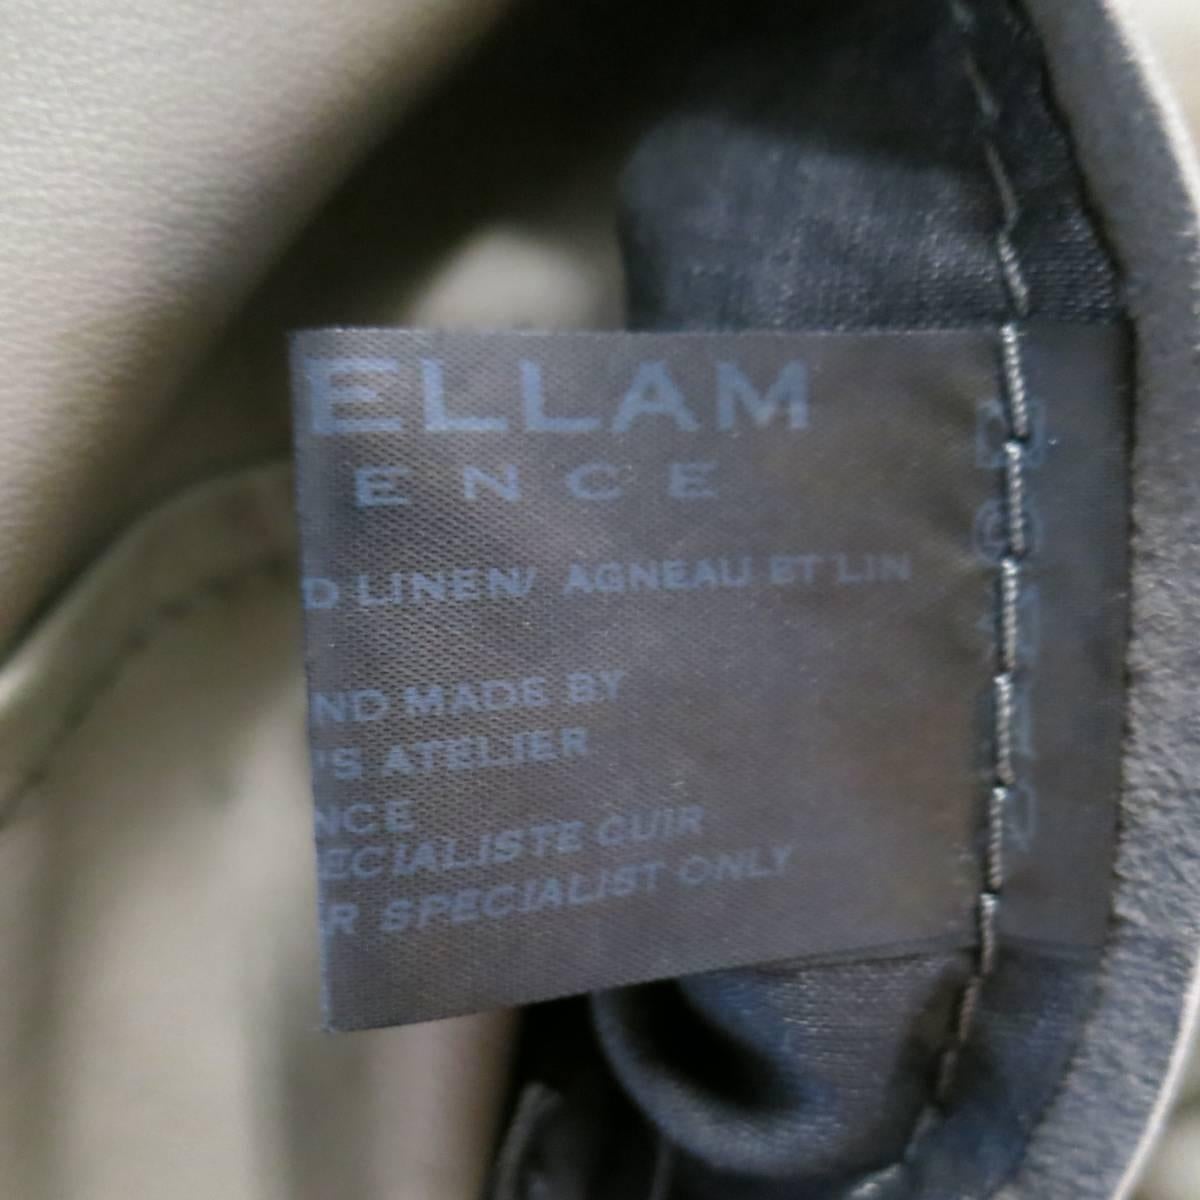 ELLAM
ENCE
D LINEN/ AGNEAU ET LIN
ND MADE BY
'S ATELIER
NCE
ECIALISTE CUIR
R SPECIALIST ONLY